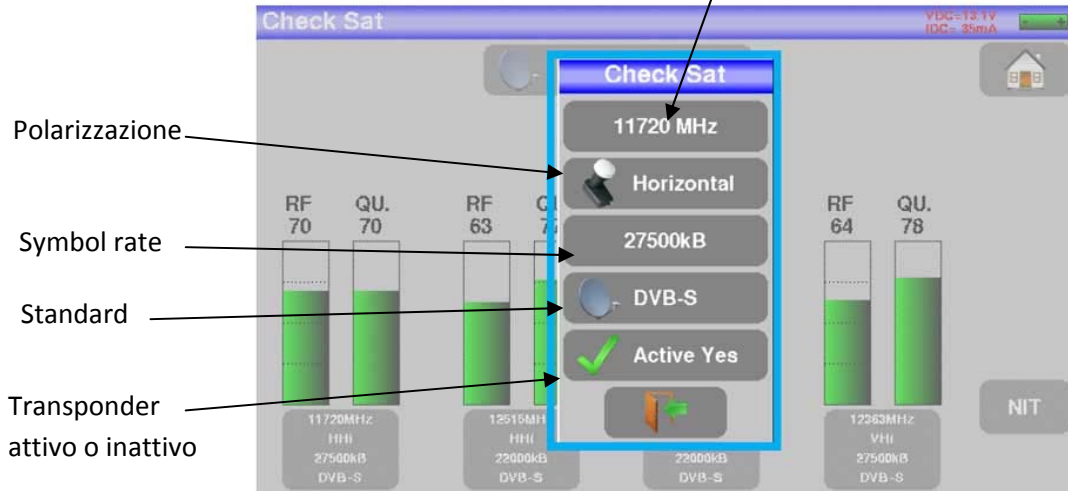 Check Sat
VDC=13.1V
IDC= 35mA
- +
Check Sat
11720 MHz
Polarizzazione
Horizontal
RF QU.
70 70
RF
63
RF QU.
64 78
Symbol rate
27500kB
Standard
DVB-S
Active Yes
Transponder
attivo o inattivo
NIT
11720MHz
HHi
27500kB
DVB-S
12515MH
HHi
22000kB
DVB-S
22000kB
DVB-S
12363MHz
VHi
27500kB
DVB-S